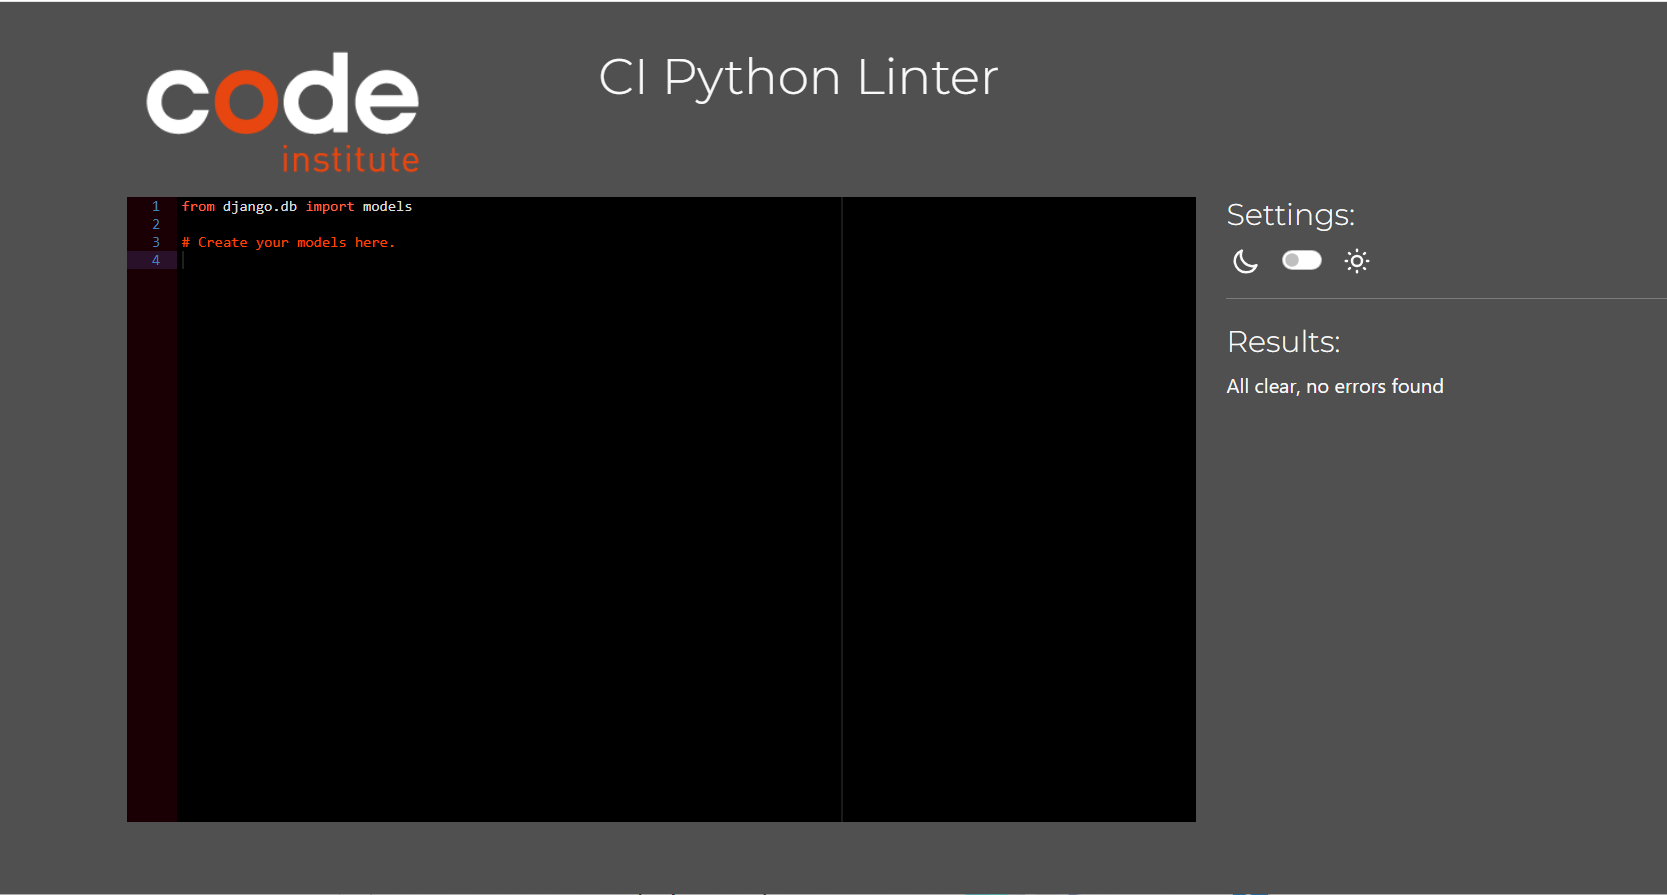 code
institute
CI Python Linter
1 from django.db import models
2
3 # Create your models here.
4
Settings:
Results:
All clear, no errors found